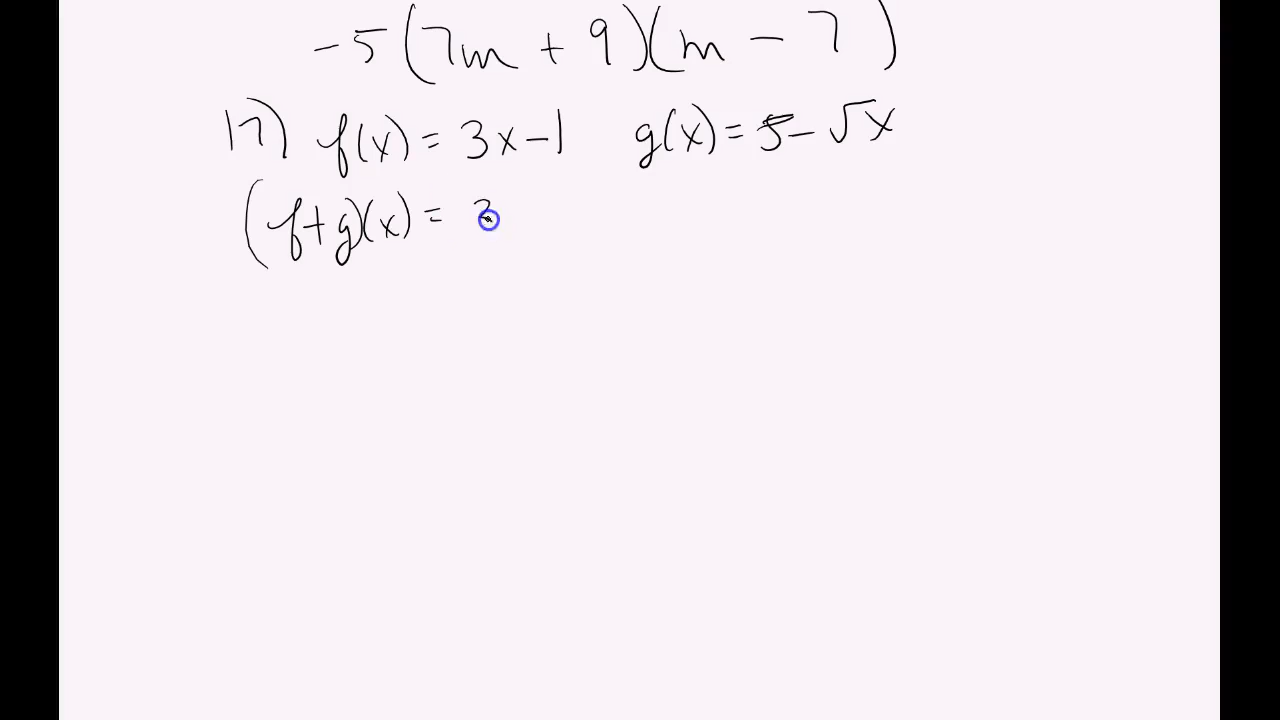 -5(7m + 9)(m - 7)
17) f(x) = 3x-1 g(x) = 5-√x
(f+g)(x) = 3